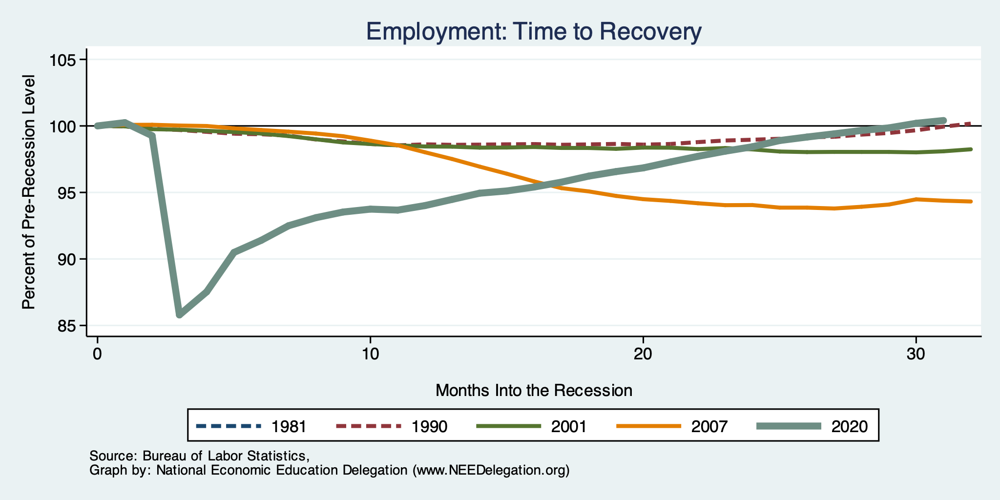 Employment: Time to Recovery
Percent of Pre-Recession Level
105
100
95
90
85
0 10 20 30
Months Into the Recession
1981 1990 2001 2007 2020
Source: Bureau of Labor Statistics,
Graph by: National Economic Education Delegation (www.NEEDelegation.org)